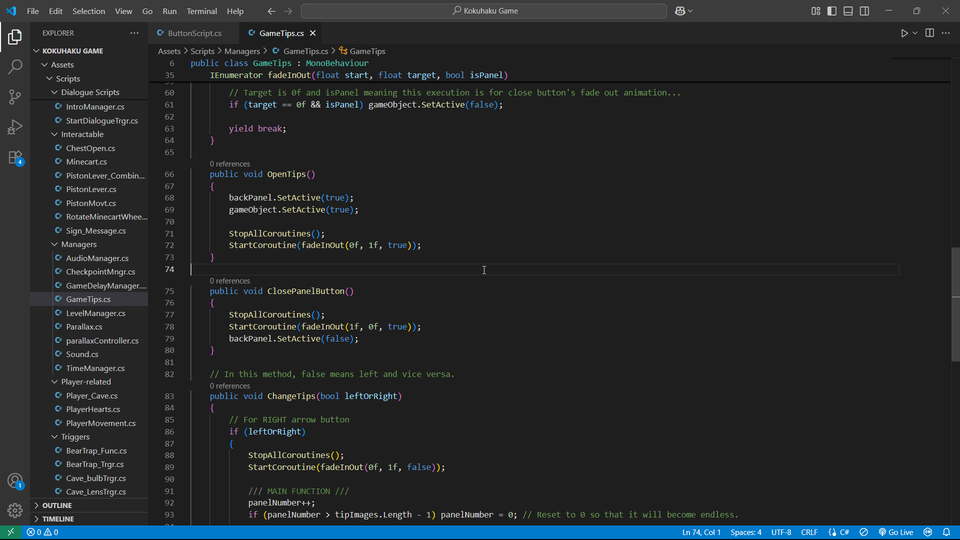 File Edit Selection View Go Run Terminal Help
Kokuhaku Game
EXPLORER
KOKUHAKU GAME
Assets
Scripts
Dialogue Scripts
IntroManager.cs
StartDialogueTrgr.cs
Interactable
ChestOpen.cs
Minecart.cs
PistonLever_Combin...
PistonLever.cs
PistonMovt.cs
RotateMinecartWhee...
Sign_Message.cs
Managers
AudioManager.cs
CheckpointMngr.cs
GameDelayManager....
GameTips.cs
LevelManager.cs
Parallax.cs
parallaxController.cs
Sound.cs
TimeManager.cs
Player-related
Player_Cave.cs
PlayerHearts.cs
PlayerMovement.cs
Triggers
BearTrap_Func.cs
BearTrap_Trgr.cs
Cave_bulbTrgr.cs
Cave_LensTrgr.cs
OUTLINE
TIMELINE
4
1
ButtonScript.cs GameTips.cs
Assets > Scripts > Managers > GameTips.cs > GameTips
6 public class GameTips : MonoBehaviour
35 IEnumerator fadeInOut(float start, float target, bool isPanel)
60 // Target is 0f and isPanel meaning this execution is for close button's fade out animation...
61 if (target == 0f && isPanel) gameObject.SetActive(false);
62
63 yield break;
64 }
65
0 references
66 public void OpenTips()
67 {
68 backPanel.SetActive(true);
69 gameObject.SetActive(true);
70
71 StopAllCoroutines();
72 StartCoroutine(fadeInOut(0f, 1f, true));
73 }
74
0 references
75 public void ClosePanelButton()
76 {
77 StopAllCoroutines();
78 StartCoroutine(fadeInOut(1f, 0f, true));
79 backPanel.SetActive(false);
80 }
81
82 // In this method, false means left and vice versa.
0 references
83 public void ChangeTips(bool leftOrRight)
84 {
85 // For RIGHT arrow button
86 if (leftOrRight)
87 {
88 StopAllCoroutines();
89 StartCoroutine(fadeInOut(0f, 1f, false));
90
91 /// MAIN FUNCTION ///
92 panelNumber++;
93 if (panelNumber > tipImages.Length - 1) panelNumber = 0; // Reset to 0 so that it will become endless.
0 0 Ln 74, Col 1 Spaces: 4 UTF-8 CRLF {} C# Go Live